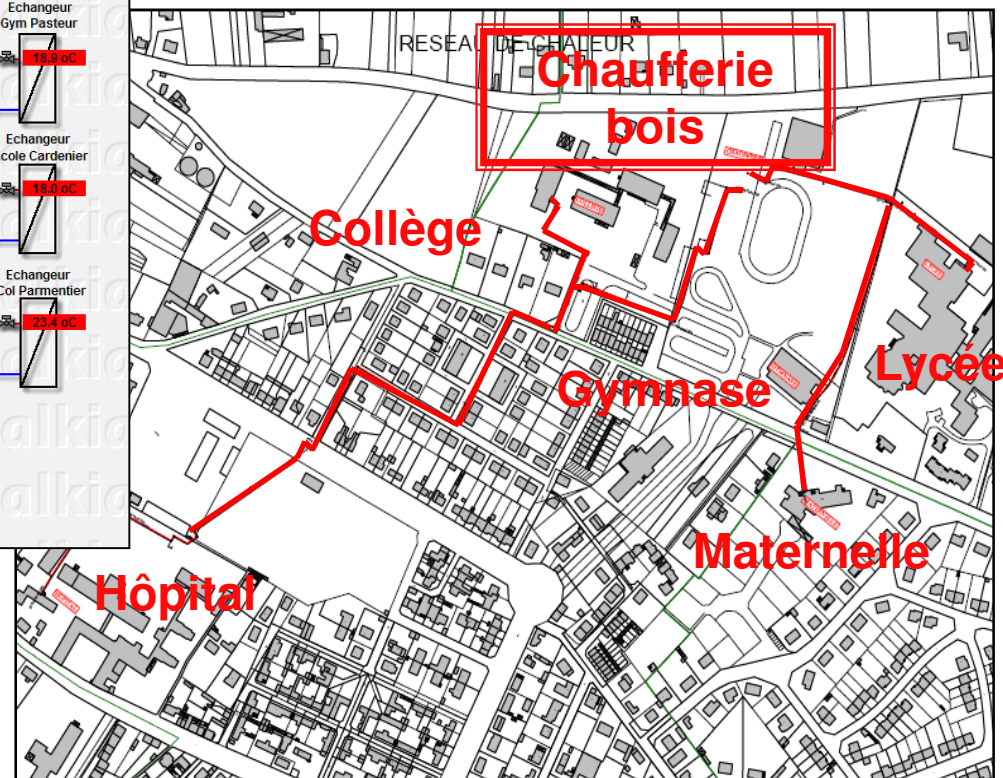 Echangeur
Gym Pasteur
18.9 oC
Echangeur
cole Cardenier
18.0 oC
Echangeur
Col Parmentier
23.4 oC
RESEAU DE CHALEUR
Chaufferie
bois
Collège
Gymnase
Lycée
Maternelle
Hôpital